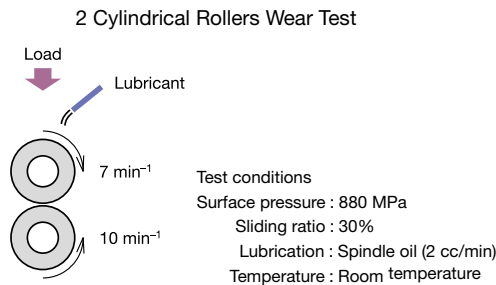 2 Cylindrical Rollers Wear Test
Load
Lubricant
7 min⁻¹
10 min⁻¹
Test conditions
Surface pressure : 880 MPa
Sliding ratio : 30%
Lubrication : Spindle oil (2 cc/min)
Temperature : Room temperature